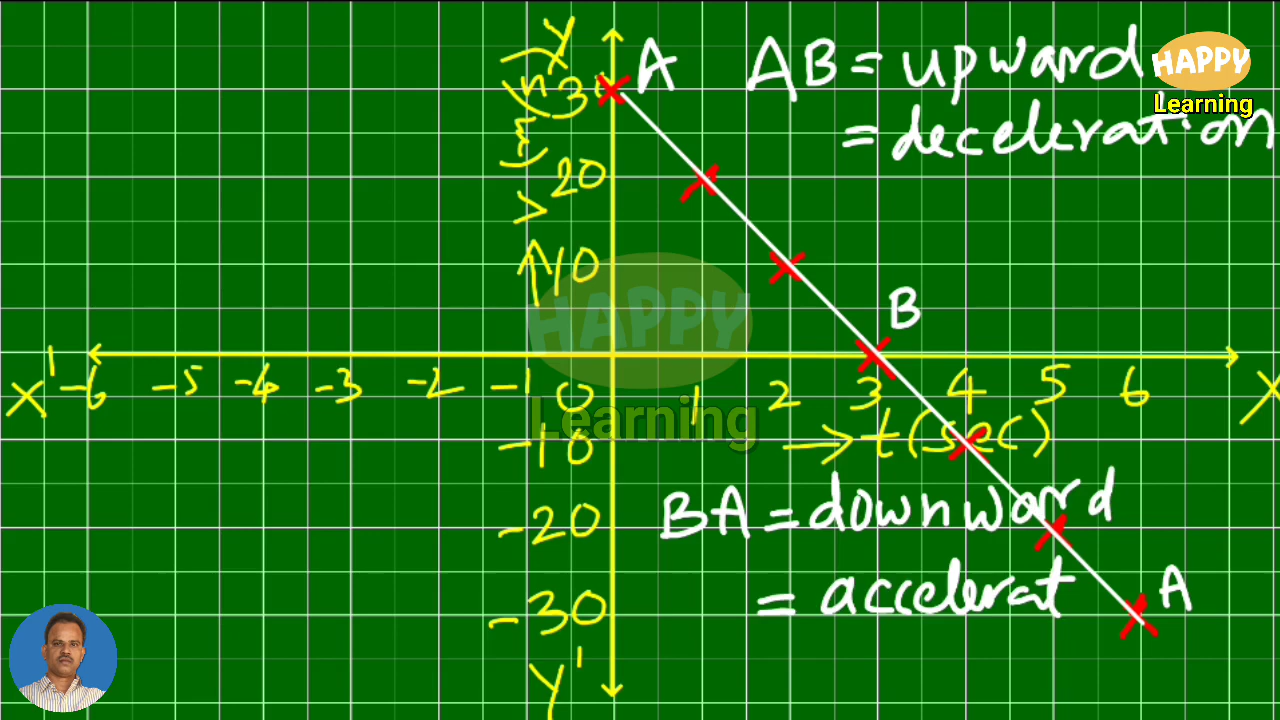 Y
A
AB = upward
= deceleration
HAPPY
Learning
v (m/s)
30
20
10
B
HAPPY
Learning
X' -6 -5 -4 -3 -2 -1 0 1 2 3 4 5 6 X
→ t (sec)
-10
BA = downward
-20
= accelerat
A
-30
Y'